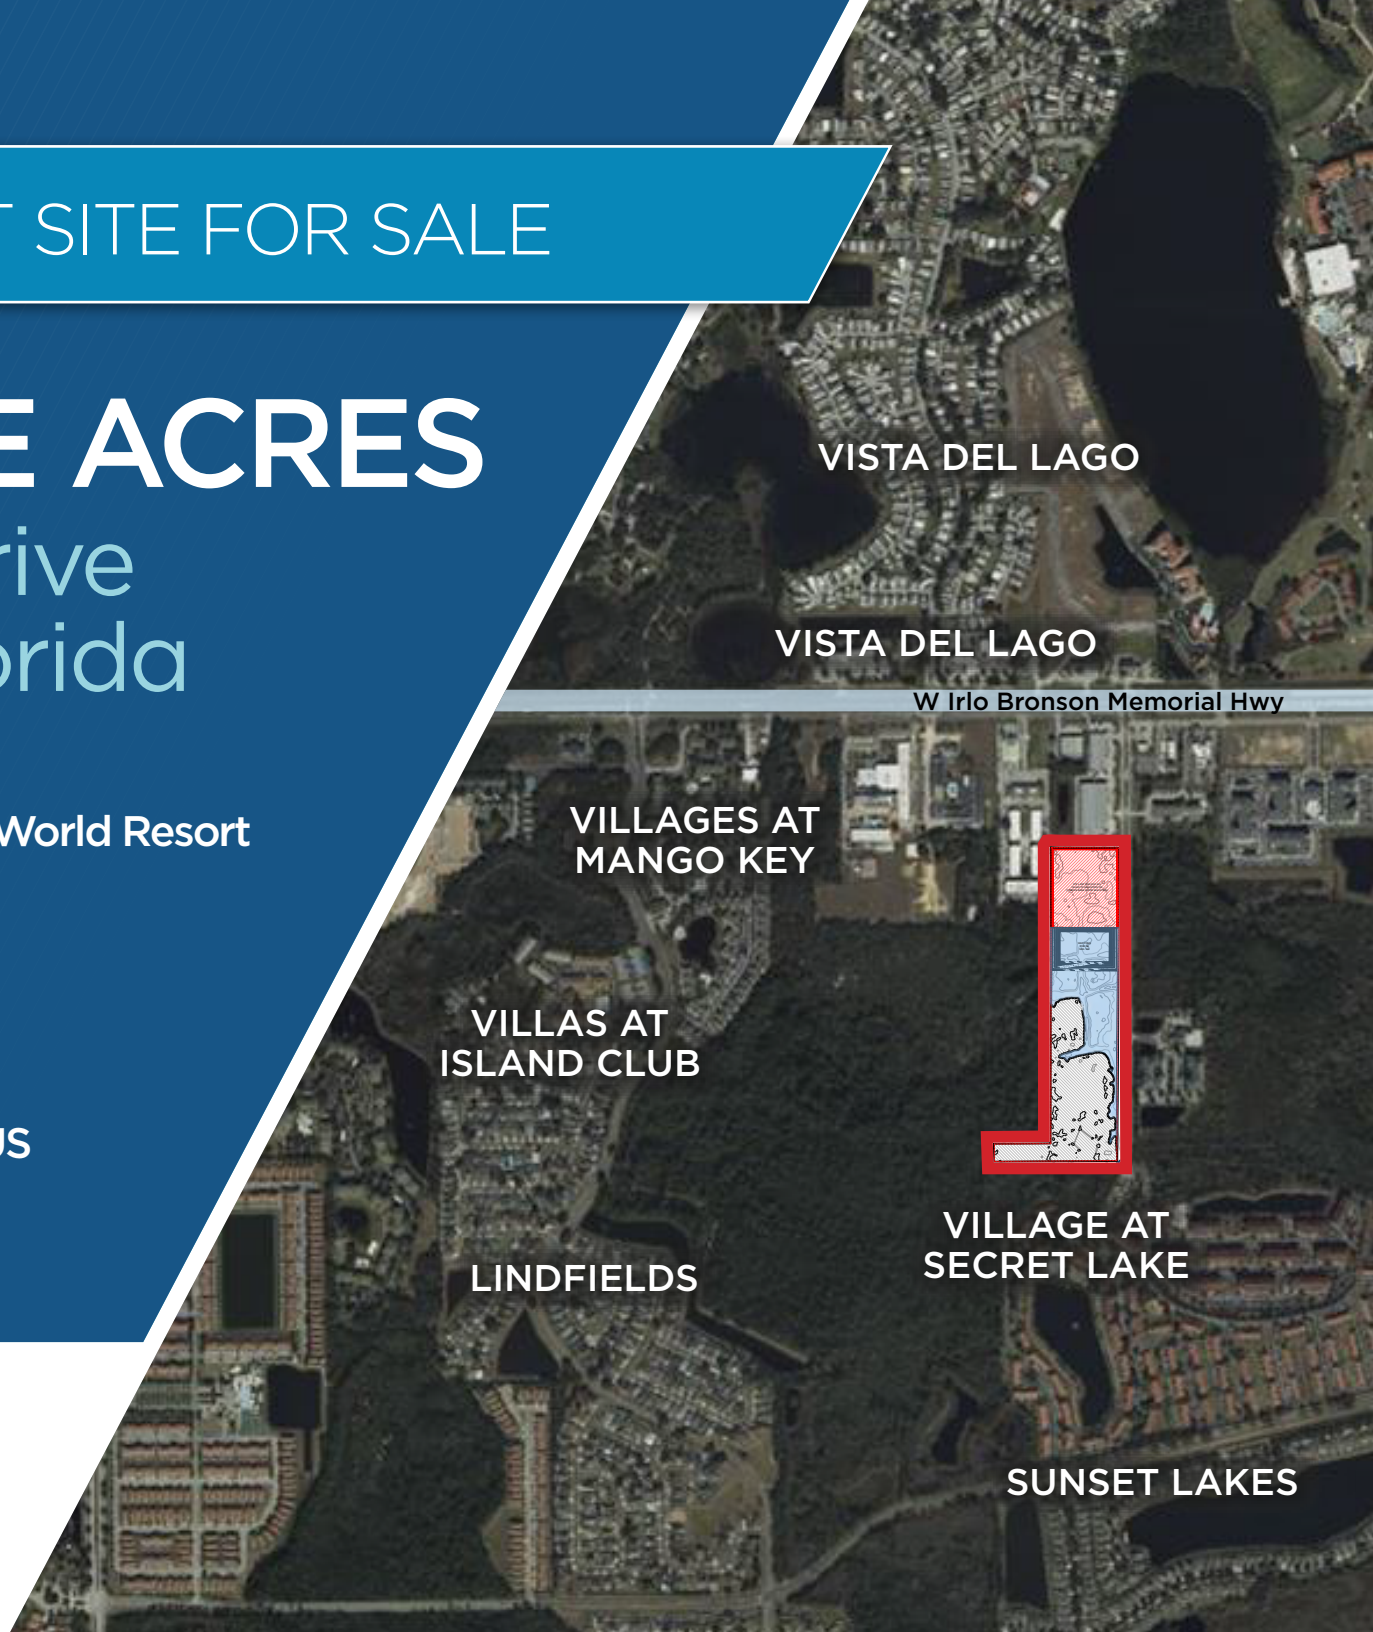 T SITE FOR SALE
E ACRES
rive
orida
World Resort
US
VISTA DEL LAGO
VISTA DEL LAGO
W Irlo Bronson Memorial Hwy
VILLAGES AT
MANGO KEY
VILLAS AT
ISLAND CLUB
VILLAGE AT
SECRET LAKE
LINDFIELDS
SUNSET LAKES